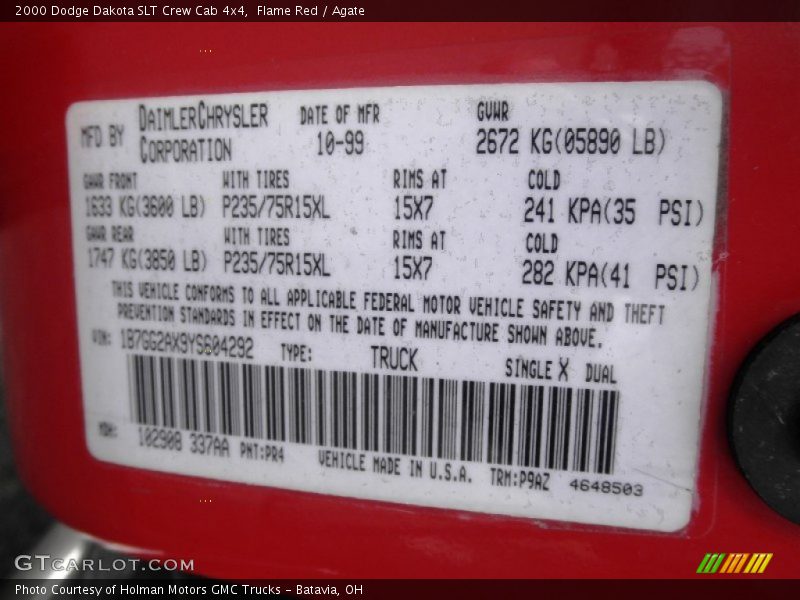 2000 Dodge Dakota SLT Crew Cab 4x4,  Flame Red / Agate
MFD BY DAIMLERCHRYSLER CORPORATION DATE OF MFR 10-99 GVWR 2672 KG(05890 LB)
GAWR FRONT WITH TIRES RIMS AT COLD
1633 KG(3600 LB) P235/75R15XL 15X7 241 KPA(35 PSI)
GAWR REAR WITH TIRES RIMS AT COLD
1747 KG(3850 LB) P235/75R15XL 15X7 282 KPA(41 PSI)
THIS VEHICLE CONFORMS TO ALL APPLICABLE FEDERAL MOTOR VEHICLE SAFETY AND THEFT
PREVENTION STANDARDS IN EFFECT ON THE DATE OF MANUFACTURE SHOWN ABOVE.
VIN: 1B7GG2AX9YS604292 TYPE: TRUCK SINGLE X DUAL
MDH: 102908 337AA PNT:PR4 VEHICLE MADE IN U.S.A. TRM:P9AZ 4648503
GTCARLOT.COM
Photo Courtesy of Holman Motors GMC Trucks - Batavia, OH